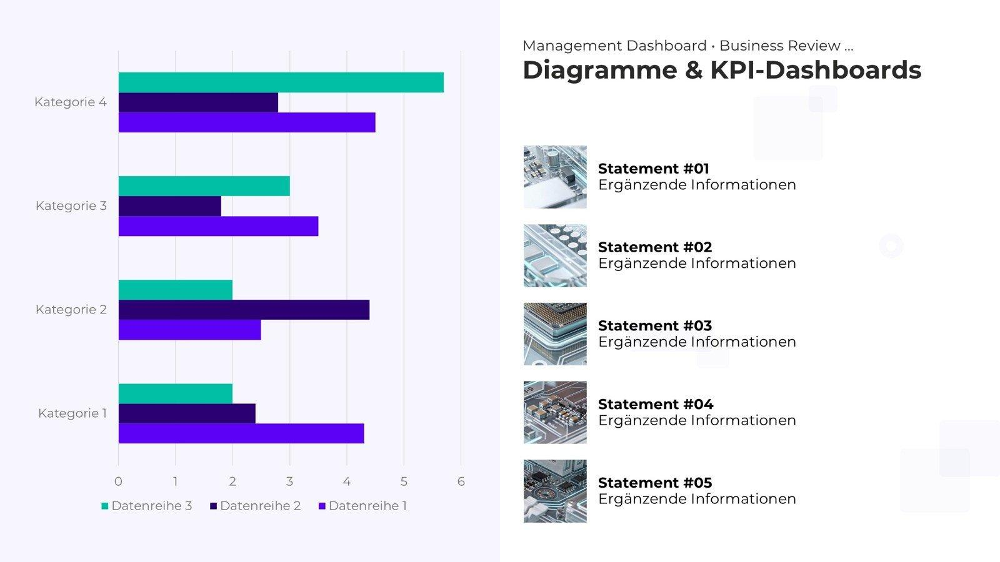 Kategorie 4
Kategorie 3
Kategorie 2
Kategorie 1
0 1 2 3 4 5 6
Datenreihe 3 Datenreihe 2 Datenreihe 1
Management Dashboard • Business Review ...
Diagramme & KPI-Dashboards
Statement #01
Ergänzende Informationen
Statement #02
Ergänzende Informationen
Statement #03
Ergänzende Informationen
Statement #04
Ergänzende Informationen
Statement #05
Ergänzende Informationen